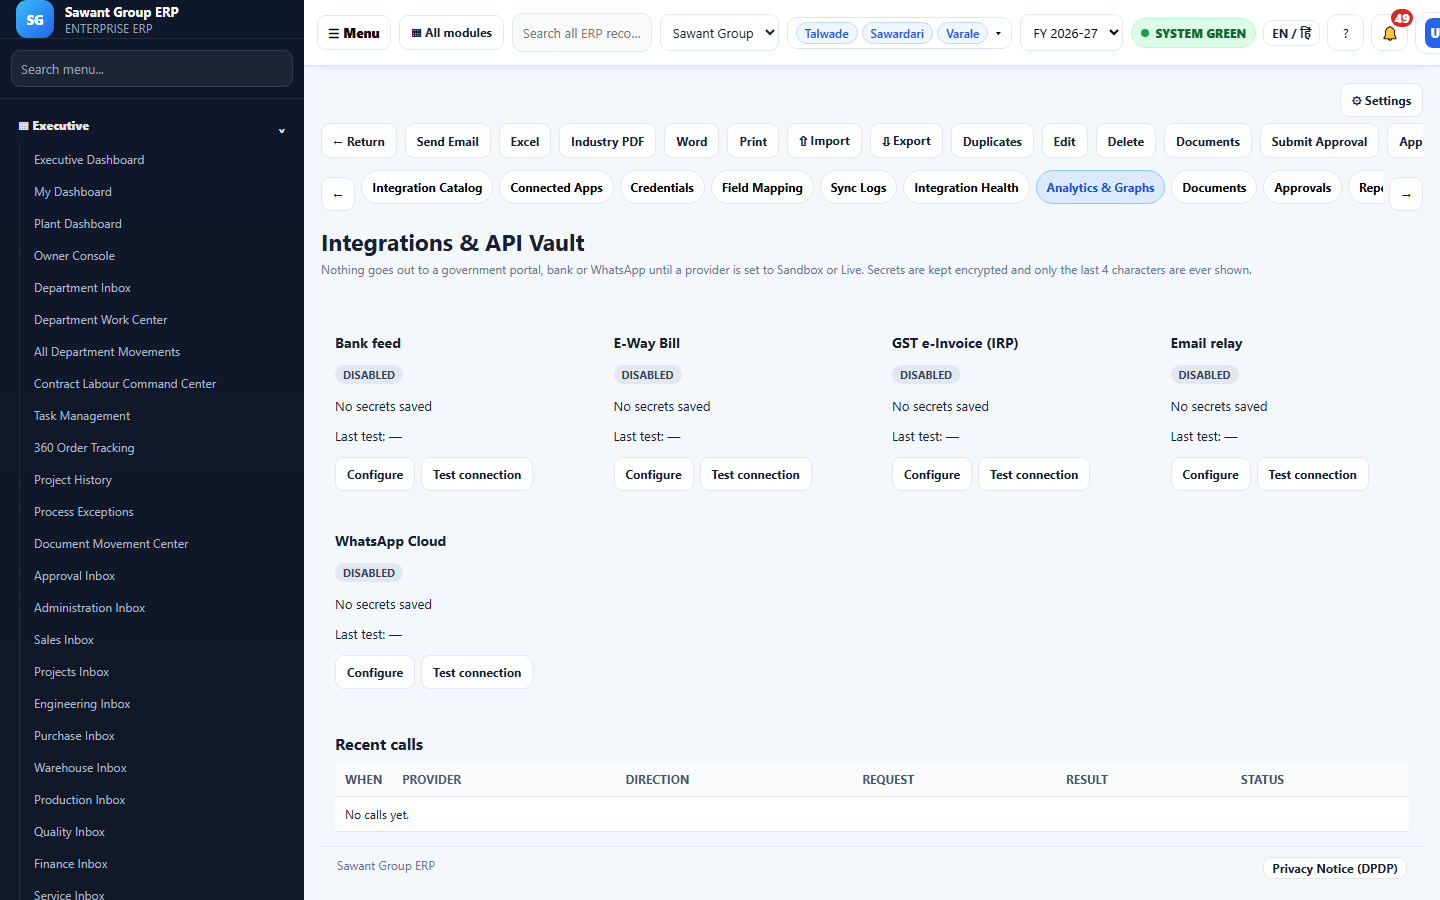 SG Sawant Group ERP
ENTERPRISE ERP
Search menu...
Executive
Executive Dashboard
My Dashboard
Plant Dashboard
Owner Console
Department Inbox
Department Work Center
All Department Movements
Contract Labour Command Center
Task Management
360 Order Tracking
Project History
Process Exceptions
Document Movement Center
Approval Inbox
Administration Inbox
Sales Inbox
Projects Inbox
Engineering Inbox
Purchase Inbox
Warehouse Inbox
Production Inbox
Quality Inbox
Finance Inbox
Service Inbox
☰ Menu All modules Search all ERP reco... Sawant Group Talwade Sawardari Varale FY 2026-27 SYSTEM GREEN EN / हिं ? 49 U
⚙ Settings
← Return Send Email Excel Industry PDF Word Print ⇧ Import ⇩ Export Duplicates Edit Delete Documents Submit Approval App
← Integration Catalog Connected Apps Credentials Field Mapping Sync Logs Integration Health Analytics & Graphs Documents Approvals Repo →
Integrations & API Vault
Nothing goes out to a government portal, bank or WhatsApp until a provider is set to Sandbox or Live. Secrets are kept encrypted and only the last 4 characters are ever shown.
Bank feed E-Way Bill GST e-Invoice (IRP) Email relay
DISABLED DISABLED DISABLED DISABLED
No secrets saved No secrets saved No secrets saved No secrets saved
Last test: — Last test: — Last test: — Last test: —
Configure Test connection Configure Test connection Configure Test connection Configure Test connection
WhatsApp Cloud
DISABLED
No secrets saved
Last test: —
Configure Test connection
Recent calls
WHEN PROVIDER DIRECTION REQUEST RESULT STATUS
No calls yet.
Sawant Group ERP Privacy Notice (DPDP)